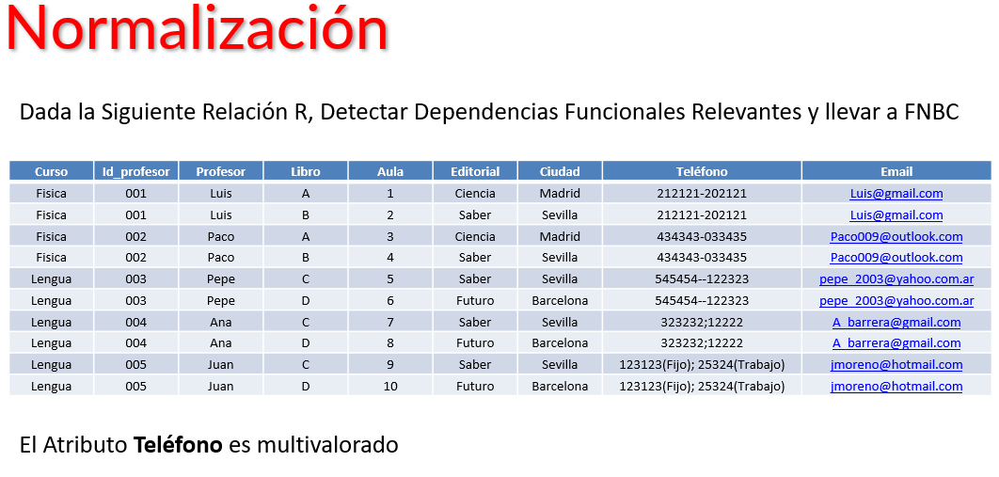 Normalización
Dada la Siguiente Relación R, Detectar Dependencias Funcionales Relevantes y llevar a FNBC
Curso Id_profesor Profesor Libro Aula Editorial Ciudad Teléfono Email
Fisica 001 Luis A 1 Ciencia Madrid 212121-202121 Luis@gmail.com
Fisica 001 Luis B 2 Saber Sevilla 212121-202121 Luis@gmail.com
Fisica 002 Paco A 3 Ciencia Madrid 434343-033435 Paco009@outlook.com
Fisica 002 Paco B 4 Saber Sevilla 434343-033435 Paco009@outlook.com
Lengua 003 Pepe C 5 Saber Sevilla 545454--122323 pepe_2003@yahoo.com.ar
Lengua 003 Pepe D 6 Futuro Barcelona 545454--122323 pepe_2003@yahoo.com.ar
Lengua 004 Ana C 7 Saber Sevilla 323232;12222 A_barrera@gmail.com
Lengua 004 Ana D 8 Futuro Barcelona 323232;12222 A_barrera@gmail.com
Lengua 005 Juan C 9 Saber Sevilla 123123(Fijo); 25324(Trabajo) jmoreno@hotmail.com
Lengua 005 Juan D 10 Futuro Barcelona 123123(Fijo); 25324(Trabajo) jmoreno@hotmail.com
El Atributo Teléfono es multivalorado